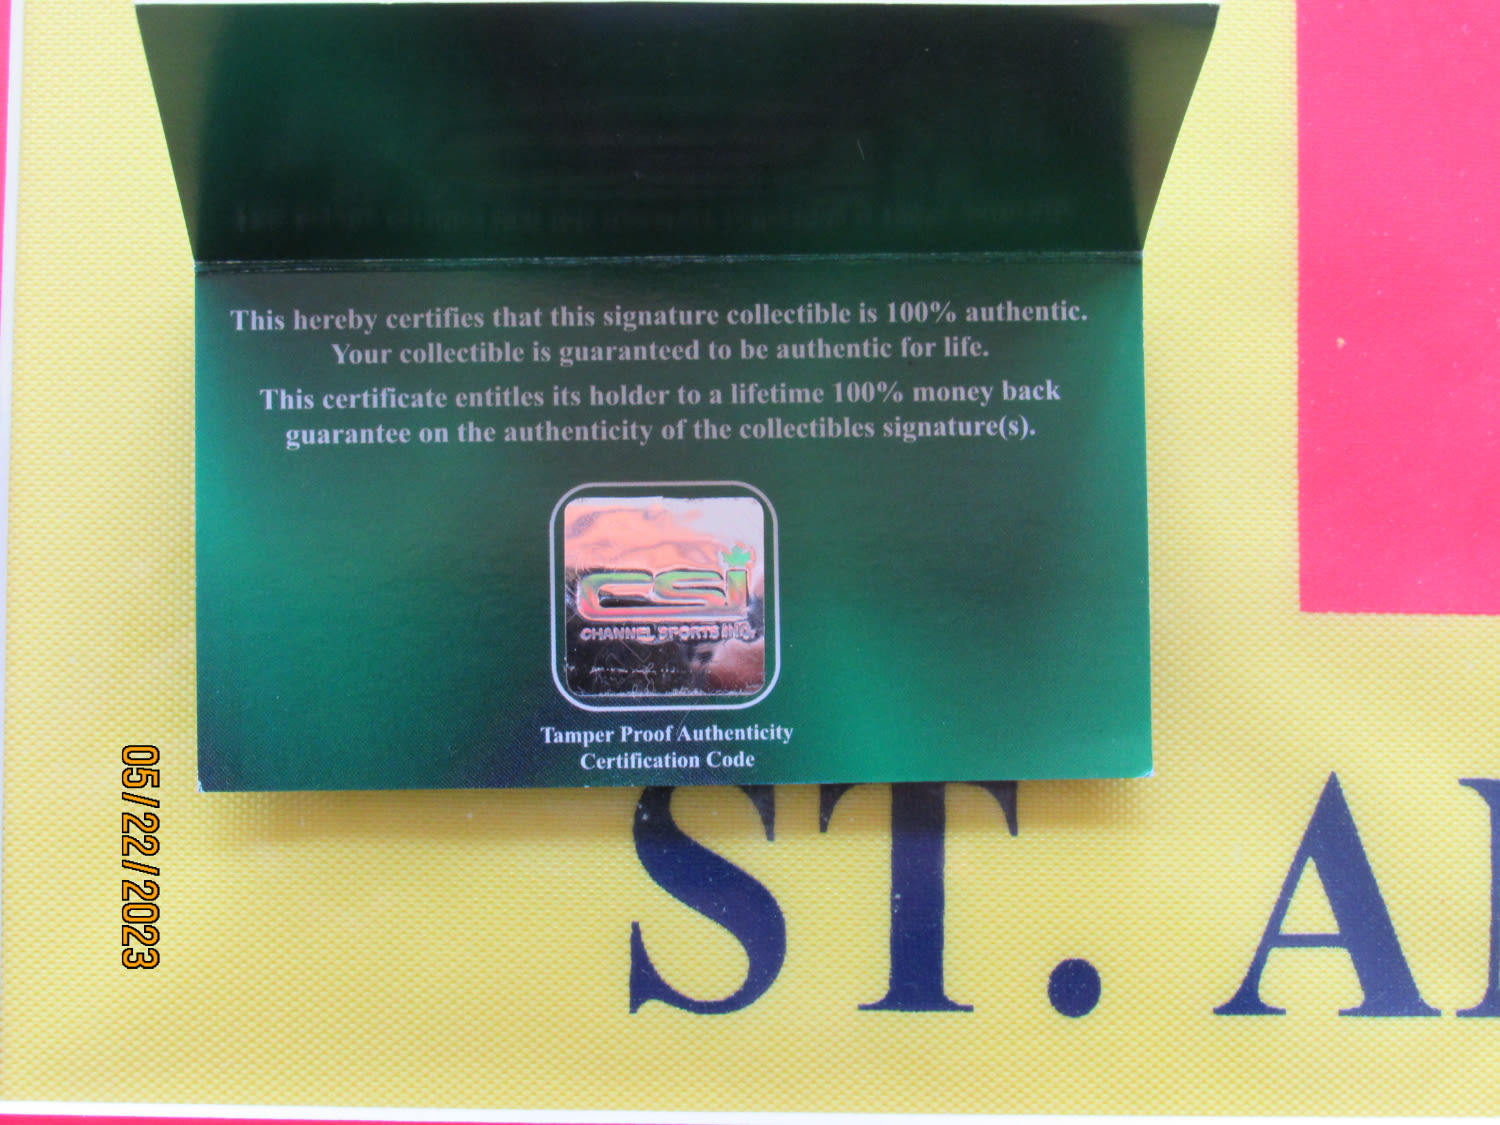 This hereby certifies that this signature collectible is 100% authentic.
Your collectible is guaranteed to be authentic for life.
This certificate entitles its holder to a lifetime 100% money back
guarantee on the authenticity of the collectibles signature(s).
csi
CHANNEL SPORTS INC.
Tamper Proof Authenticity
Certification Code
05/22/2023
ST. A